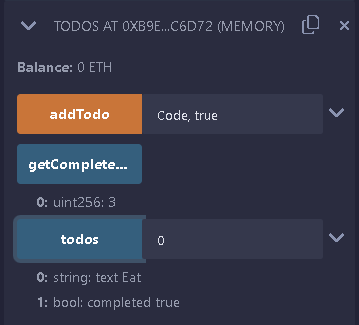 TODOS AT 0XB9E...C6D72 (MEMORY)
Balance: 0 ETH
addTodo Code, true
getComplete...
0: uint256: 3
todos 0
0: string: text Eat
1: bool: completed true